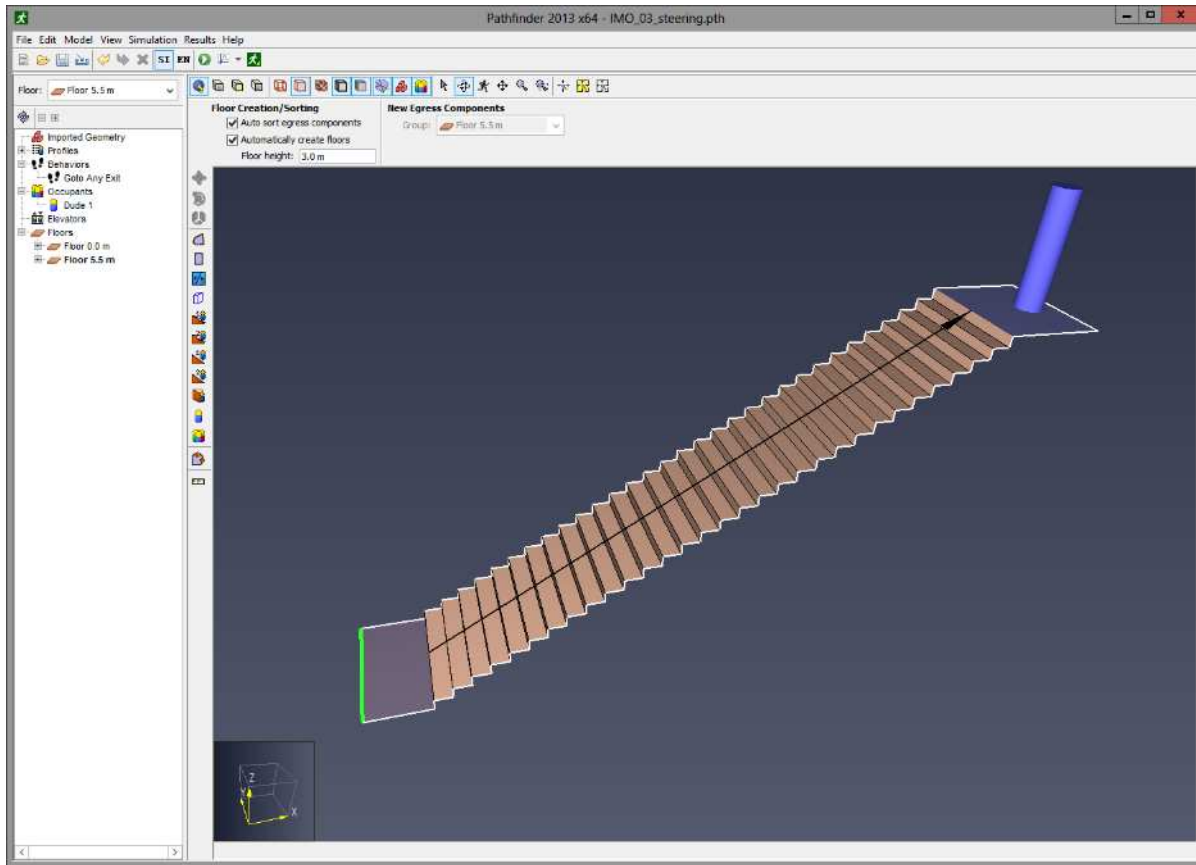 Pathfinder 2013 x64 - IMO_03_steering.pth
File Edit Model View Simulation Results Help
SI EN
Floor: Floor 5.5 m
Floor Creation/Sorting
Auto sort egress components
Automatically create floors
Floor height: 3.0 m
New Egress Components
Group: Floor 5.5 m
Imported Geometry
Profiles
Behaviors
Goto Any Exit
Occupants
Dude 1
Elevators
Floors
Floor 0.0 m
Floor 5.5 m
Z
Y
X